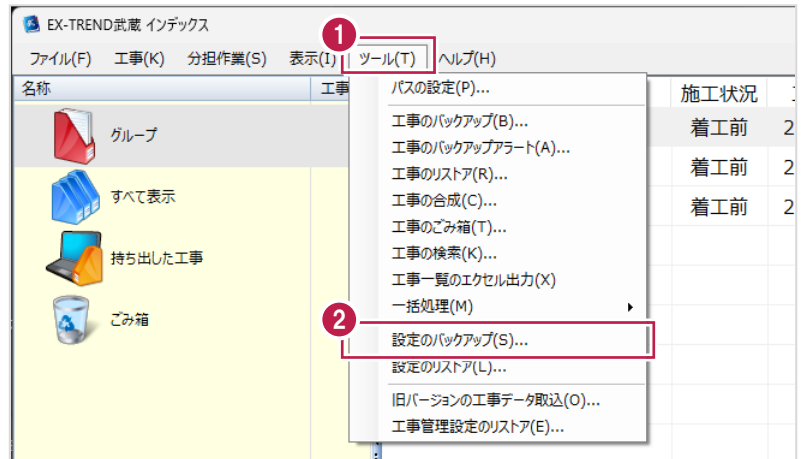 EX-TREND武蔵 インデックス
1
ファイル(F) 工事(K) 分担作業(S) 表示(I) ツール(T) ヘルプ(H)
名称 工事
施工状況
グループ
すべて表示
持ち出した工事
ごみ箱
パスの設定(P)...
工事のバックアップ(B)...
工事のバックアップアラート(A)...
工事のリストア(R)...
工事の合成(C)...
工事のごみ箱(T)...
工事の検索(K)...
工事一覧のエクセル出力(X)
一括処理(M)
2
設定のバックアップ(S)...
設定のリストア(L)...
旧バージョンの工事データ取込(O)...
工事管理設定のリストア(E)...
着工前 2
着工前 2
着工前 2